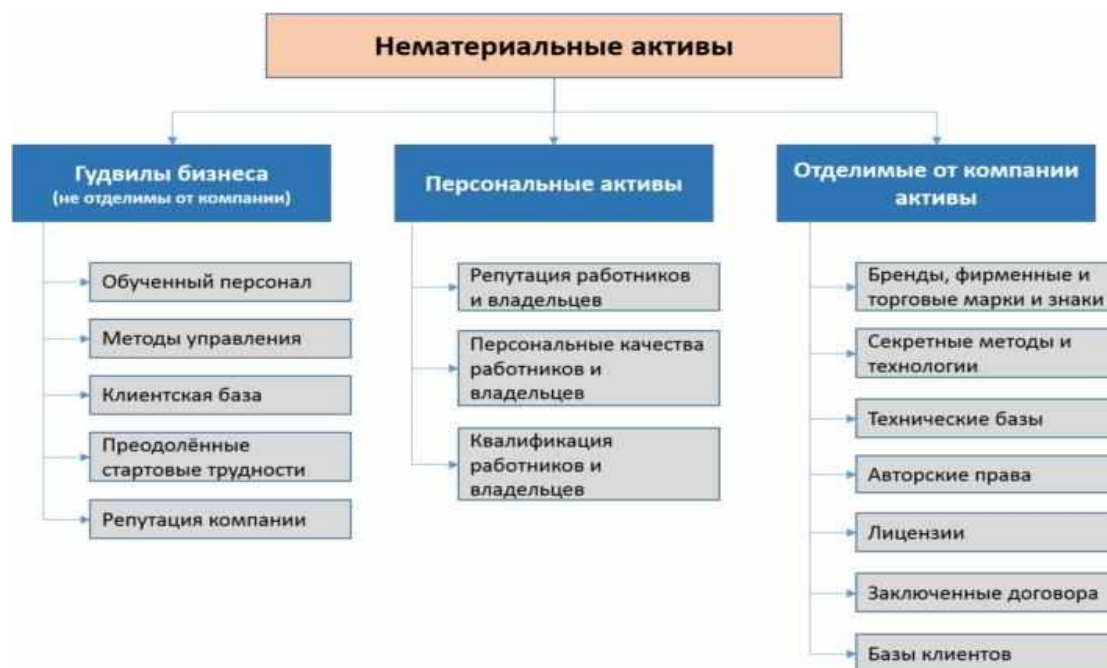 Нематериальные активы
Гудвилы бизнеса
(не отделимы от компании)
Обученный персонал
Методы управления
Клиентская база
Преодолённые
стартовые трудности
Репутация компании
Персональные активы
Репутация работников
и владельцев
Персональные качества
работников и
владельцев
Квалификация
работников и
владельцев
Отделимые от компании
активы
Бренды, фирменные и
торговые марки и знаки
Секретные методы и
технологии
Технические базы
Авторские права
Лицензии
Заключенные договора
Базы клиентов